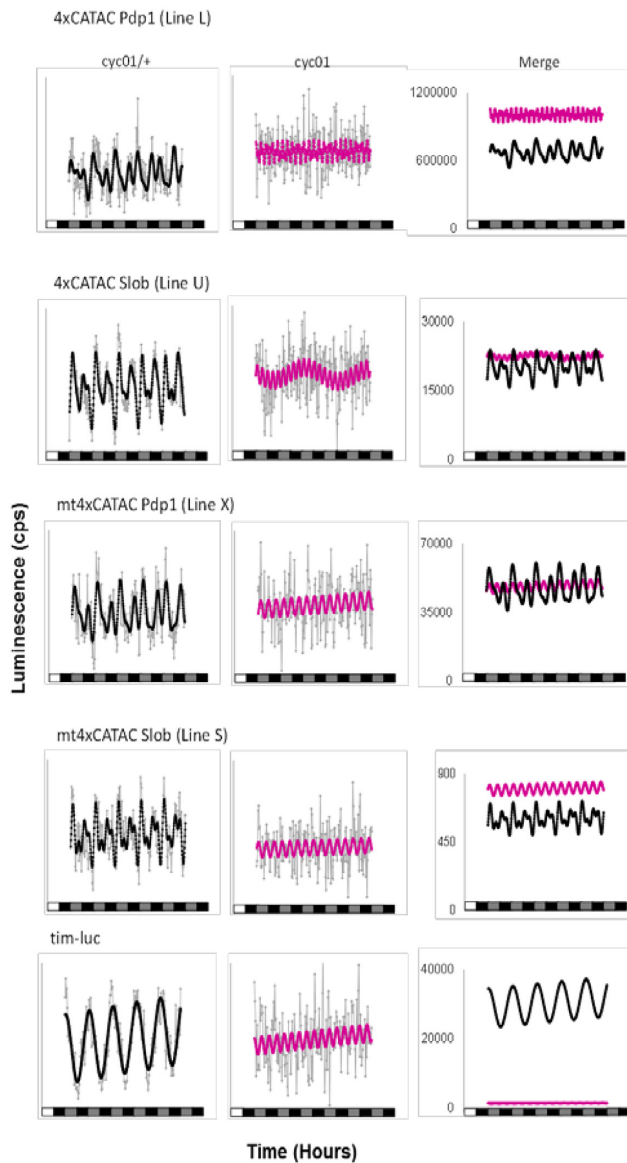 4xCATAC Pdp1 (Line L)
cyc01/+ cyc01 Merge
1200000
600000
0
4xCATAC Slob (Line U)
30000
15000
0
mt4xCATAC Pdp1 (Line X)
70000
35000
0
Luminescence (cps)
mt4xCATAC Slob (Line S)
900
450
0
tim-luc
40000
20000
0
Time (Hours)